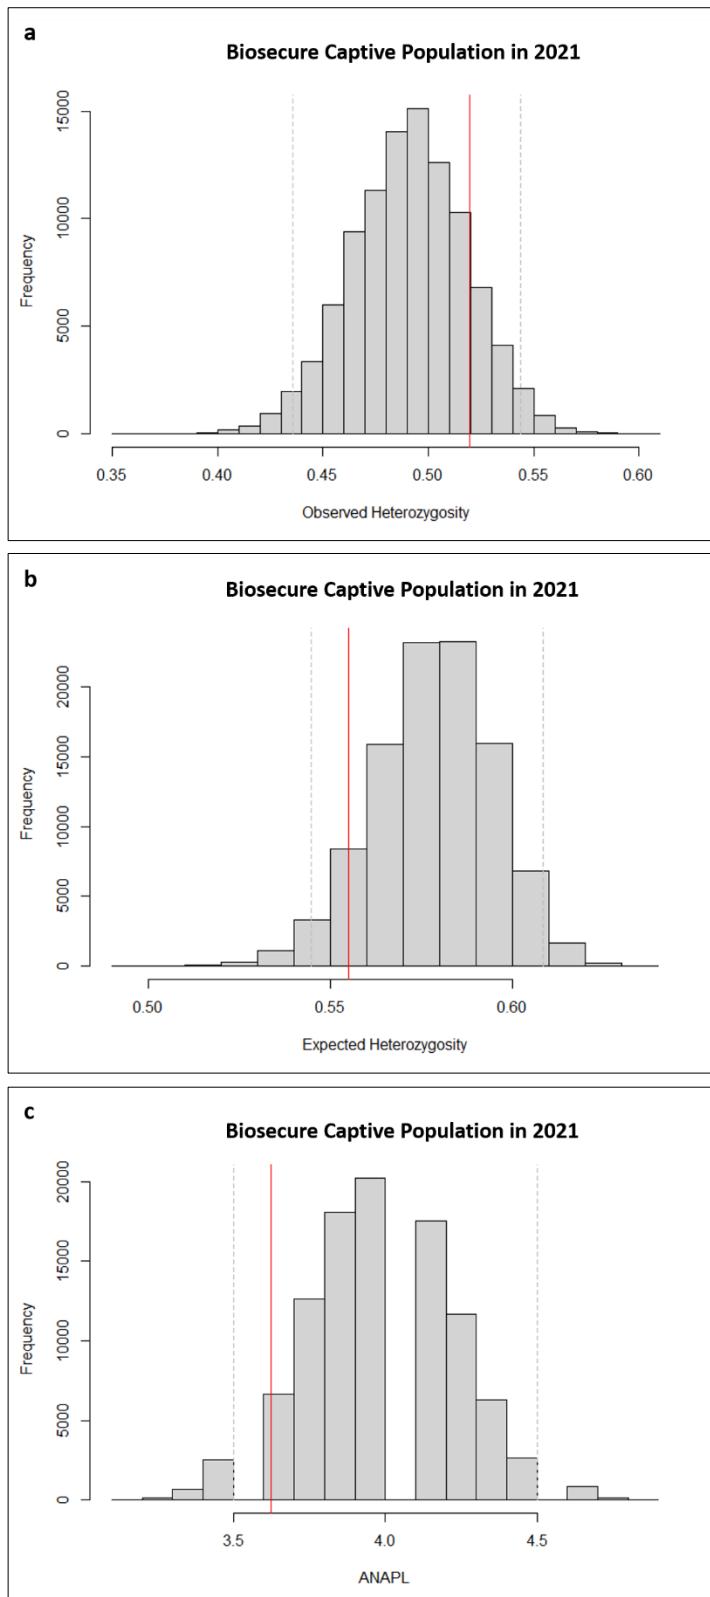 a
Biosecure Captive Population in 2021
15000
10000
5000
0
Frequency
0.35 0.40 0.45 0.50 0.55 0.60
Observed Heterozygosity
b
Biosecure Captive Population in 2021
20000
15000
10000
5000
0
Frequency
0.50 0.55 0.60
Expected Heterozygosity
c
Biosecure Captive Population in 2021
20000
15000
10000
5000
0
Frequency
3.5 4.0 4.5
ANAPL